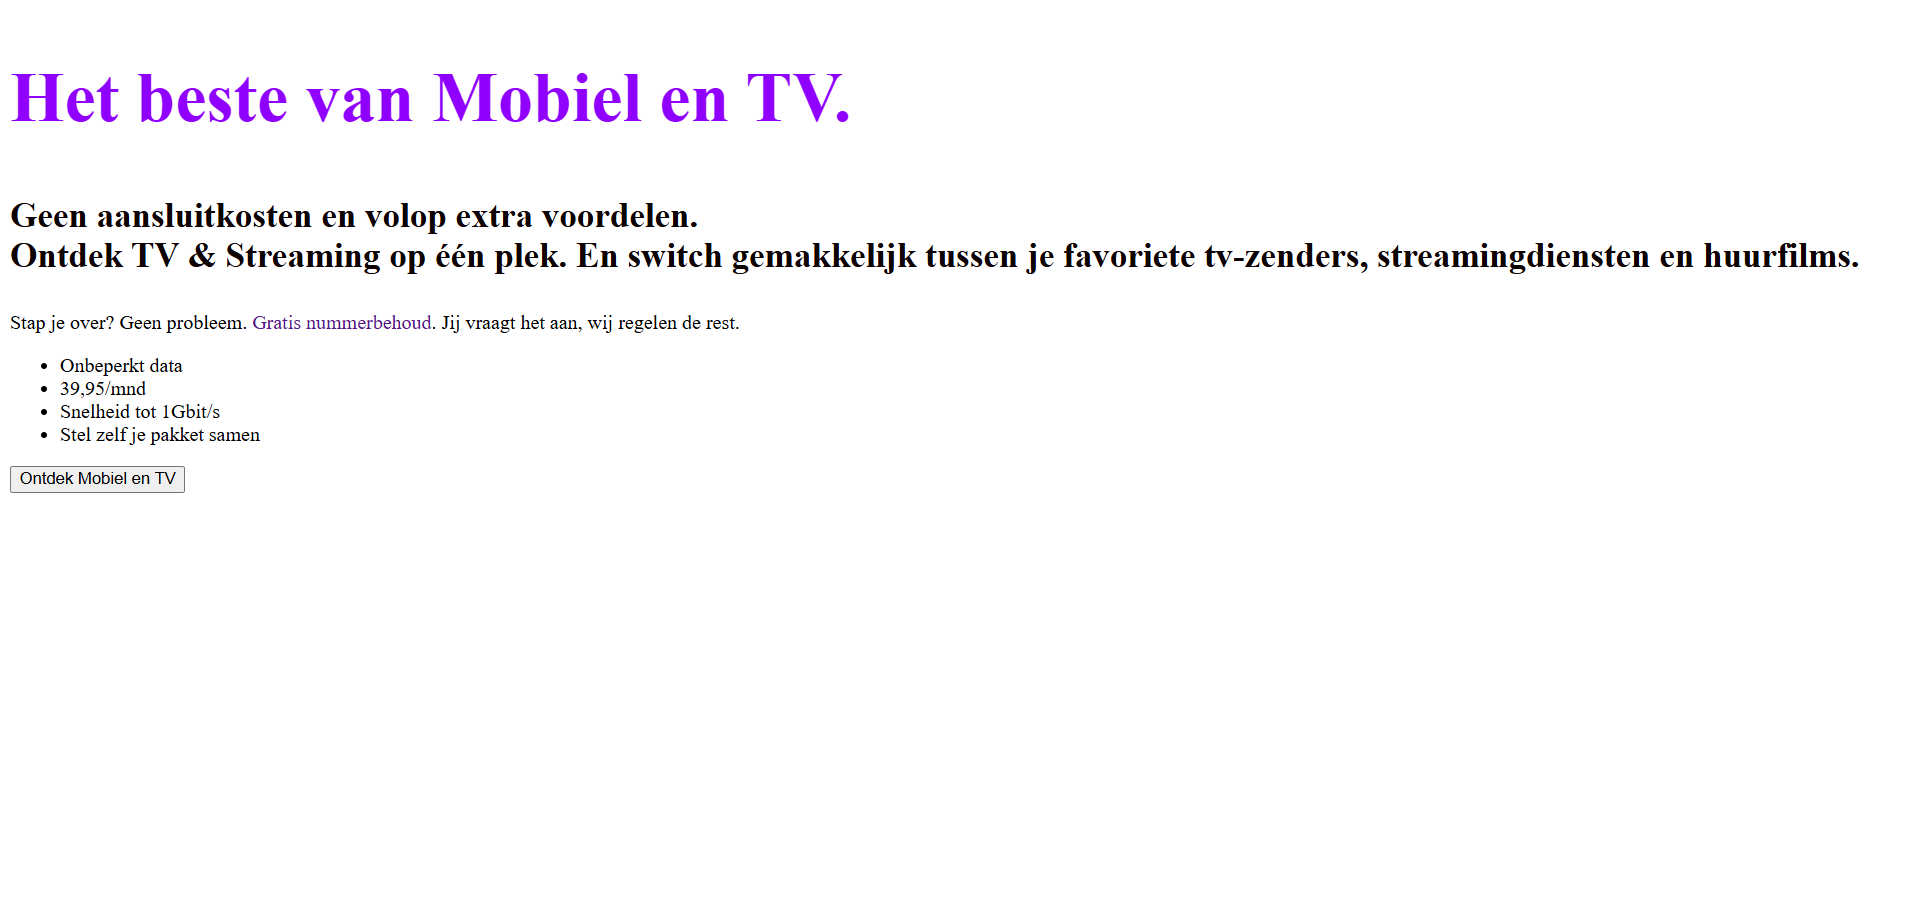 Het beste van Mobiel en TV.
Geen aansluitkosten en volop extra voordelen.
Ontdek TV & Streaming op één plek. En switch gemakkelijk tussen je favoriete tv-zenders, streamingdiensten en huurfilms.
Stap je over? Geen probleem. Gratis nummerbehoud. Jij vraagt het aan, wij regelen de rest.
• Onbeperkt data
• 39,95/mnd
• Snelheid tot 1Gbit/s
• Stel zelf je pakket samen
Ontdek Mobiel en TV